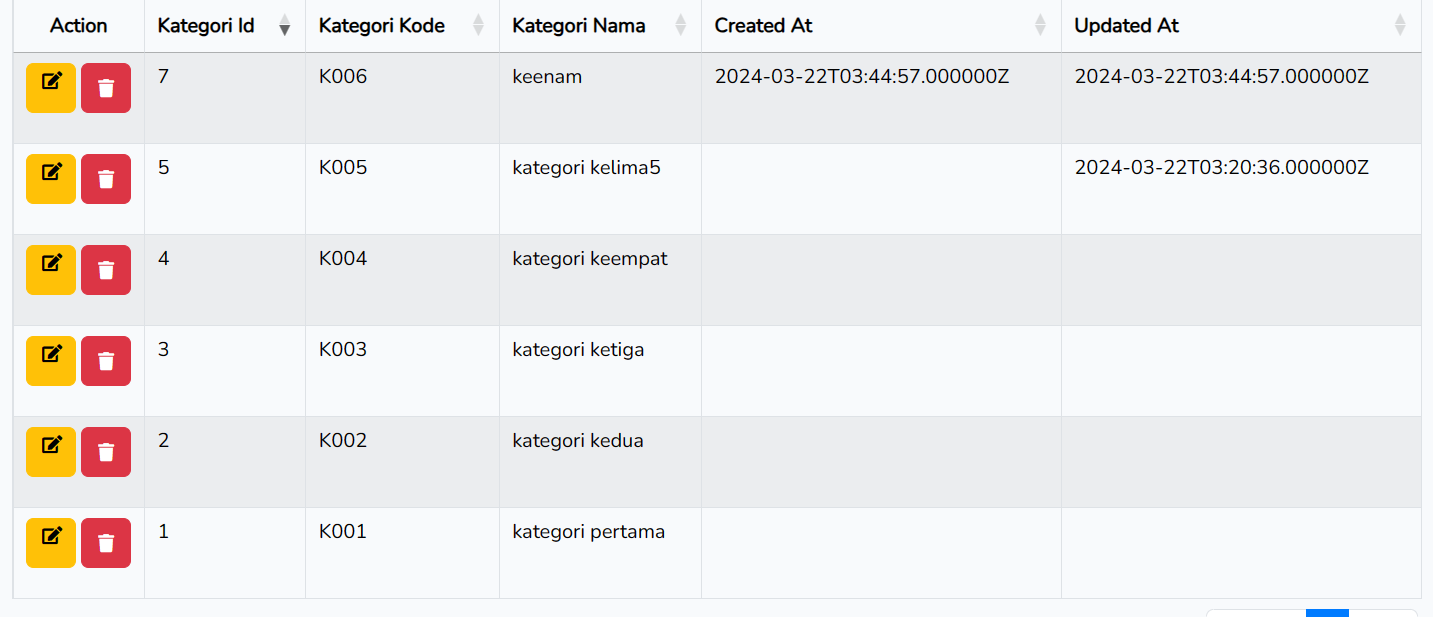 Action Kategori Id Kategori Kode Kategori Nama Created At Updated At
7 K006 keenam 2024-03-22T03:44:57.000000Z 2024-03-22T03:44:57.000000Z
5 K005 kategori kelima5 2024-03-22T03:20:36.000000Z
4 K004 kategori keempat
3 K003 kategori ketiga
2 K002 kategori kedua
1 K001 kategori pertama